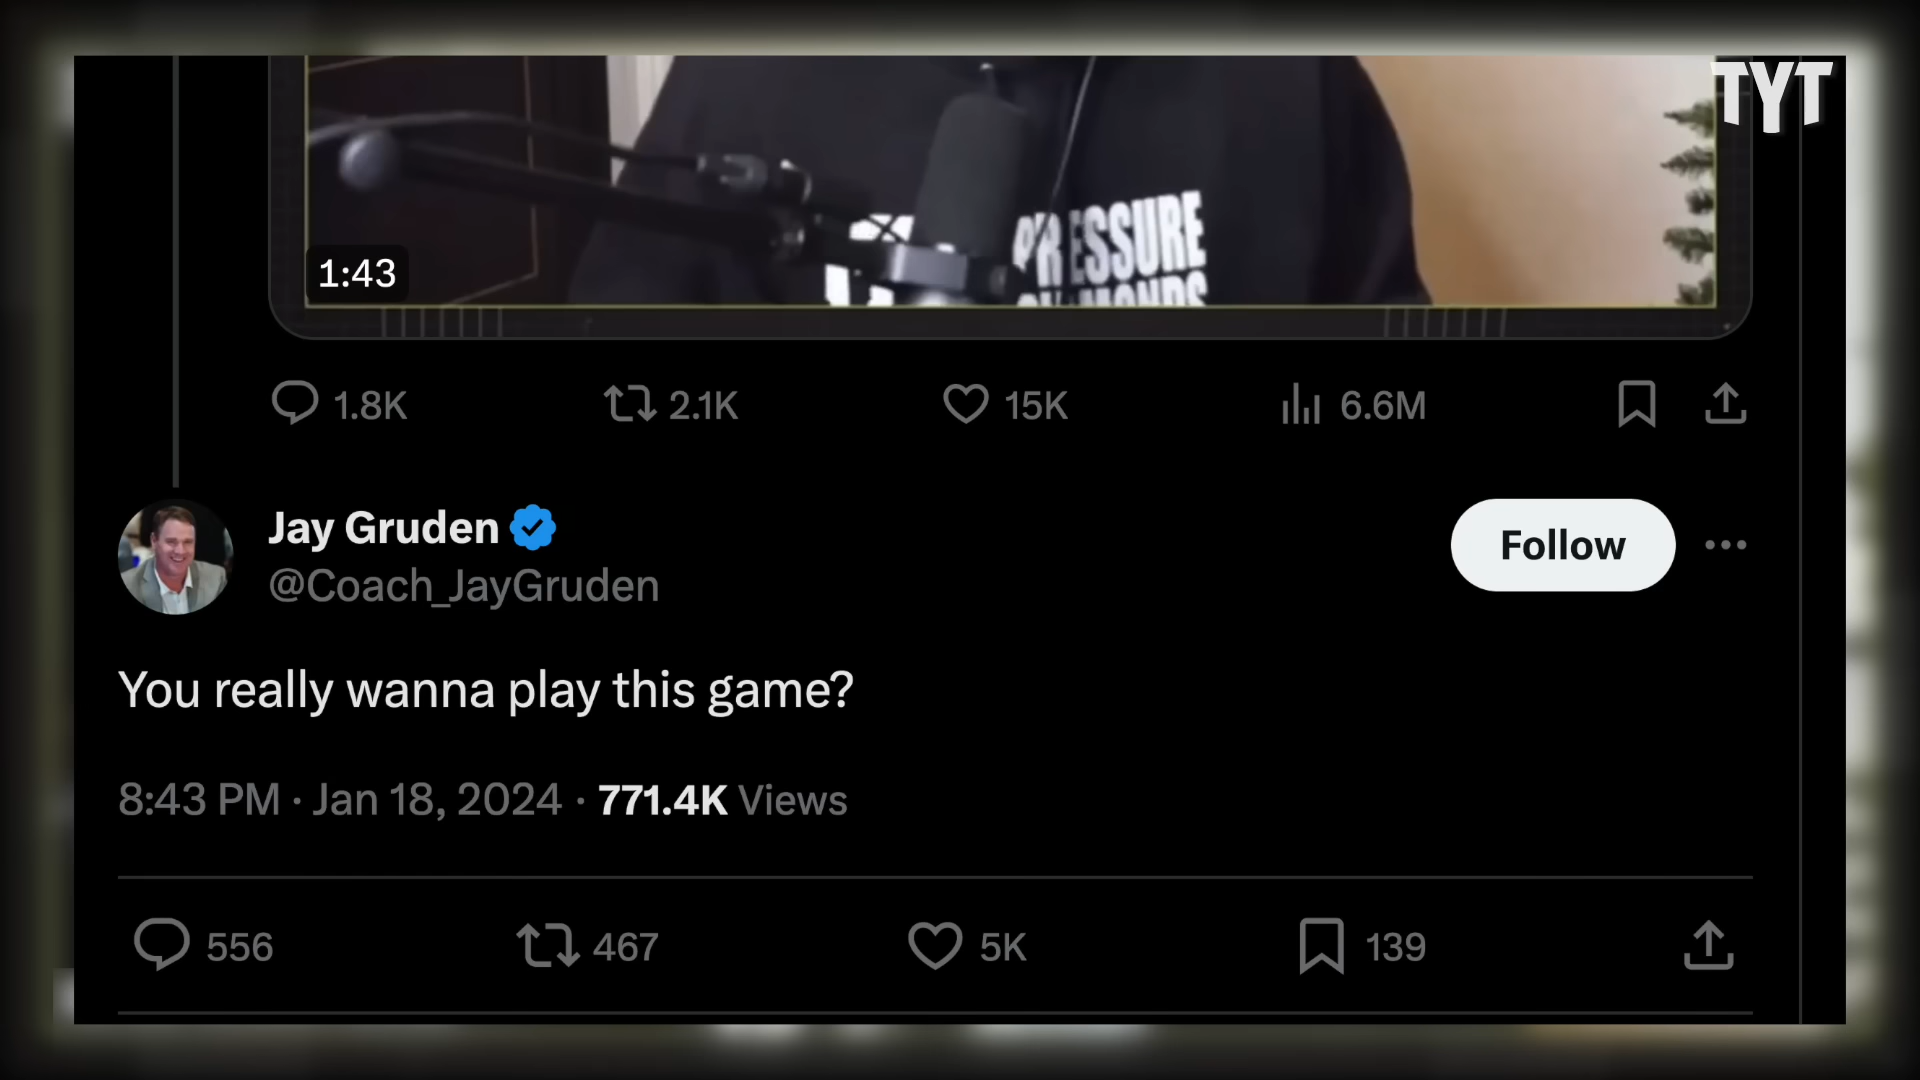 TYT
PRESSURE
1:43
1.8K 2.1K 15K 6.6M
Jay Gruden
@Coach_JayGruden
Follow
You really wanna play this game?
8:43 PM · Jan 18, 2024 · 771.4K Views
556 467 5K 139